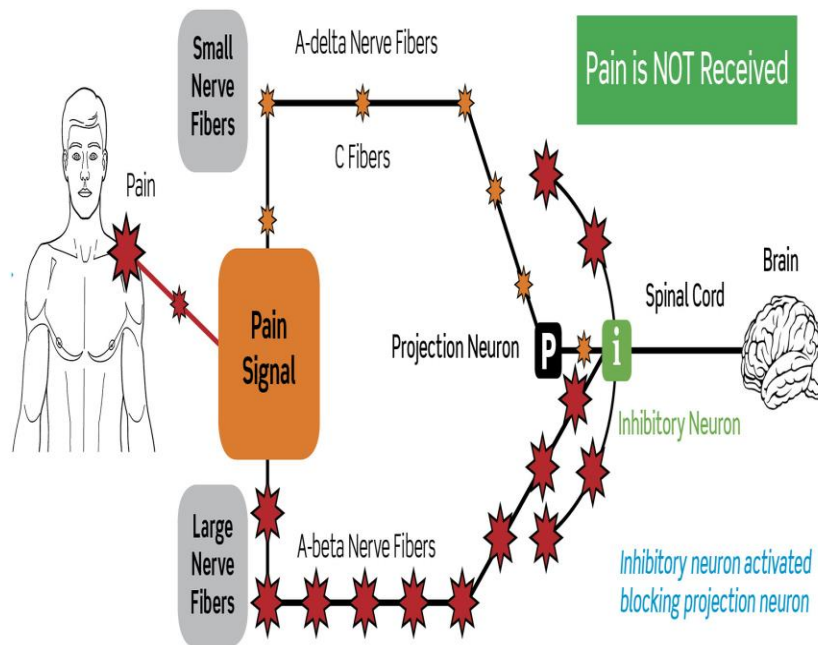 Small
Nerve
Fibers
A-delta Nerve Fibers
C Fibers
Pain is NOT Received
Pain
Pain
Signal
Projection Neuron
P
i
Spinal Cord
Brain
Inhibitory Neuron
Large
Nerve
Fibers
A-beta Nerve Fibers
Inhibitory neuron activated
blocking projection neuron